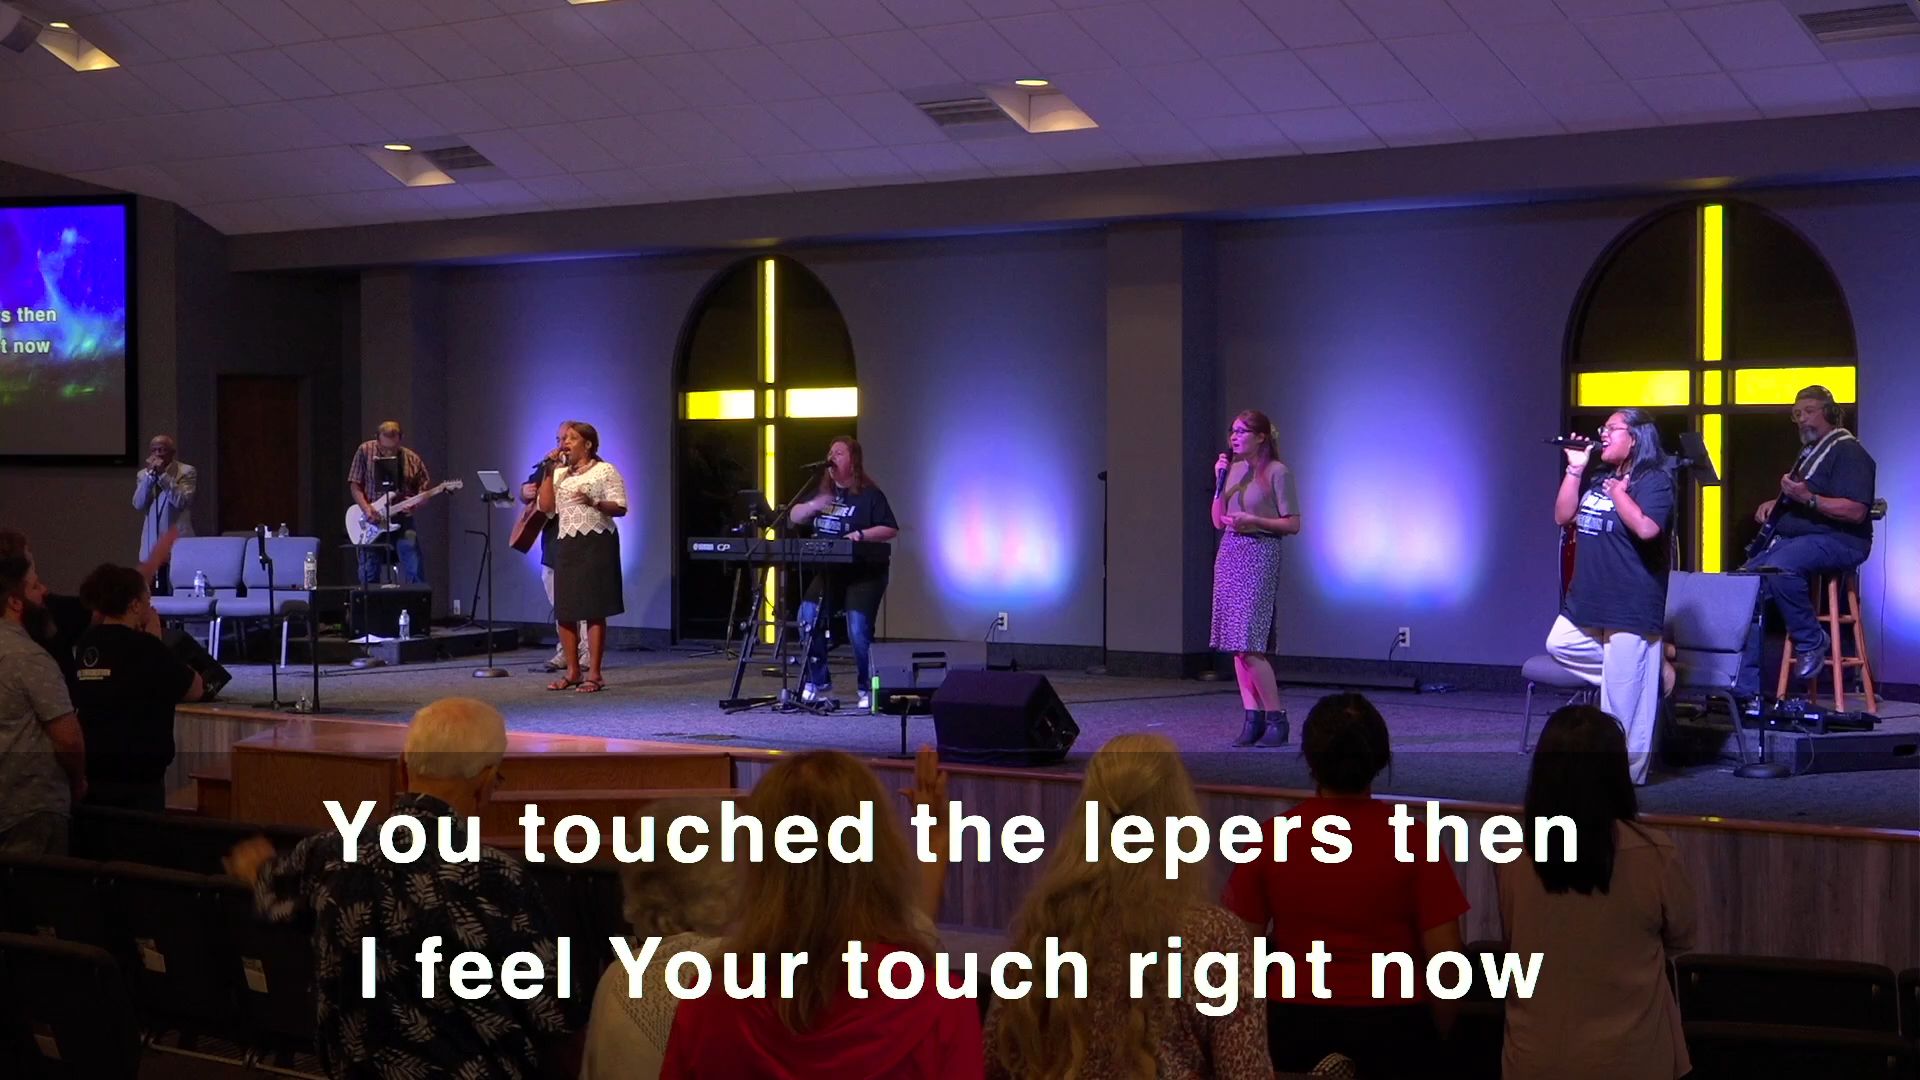 s then
t now
You touched the lepers then
I feel Your touch right now